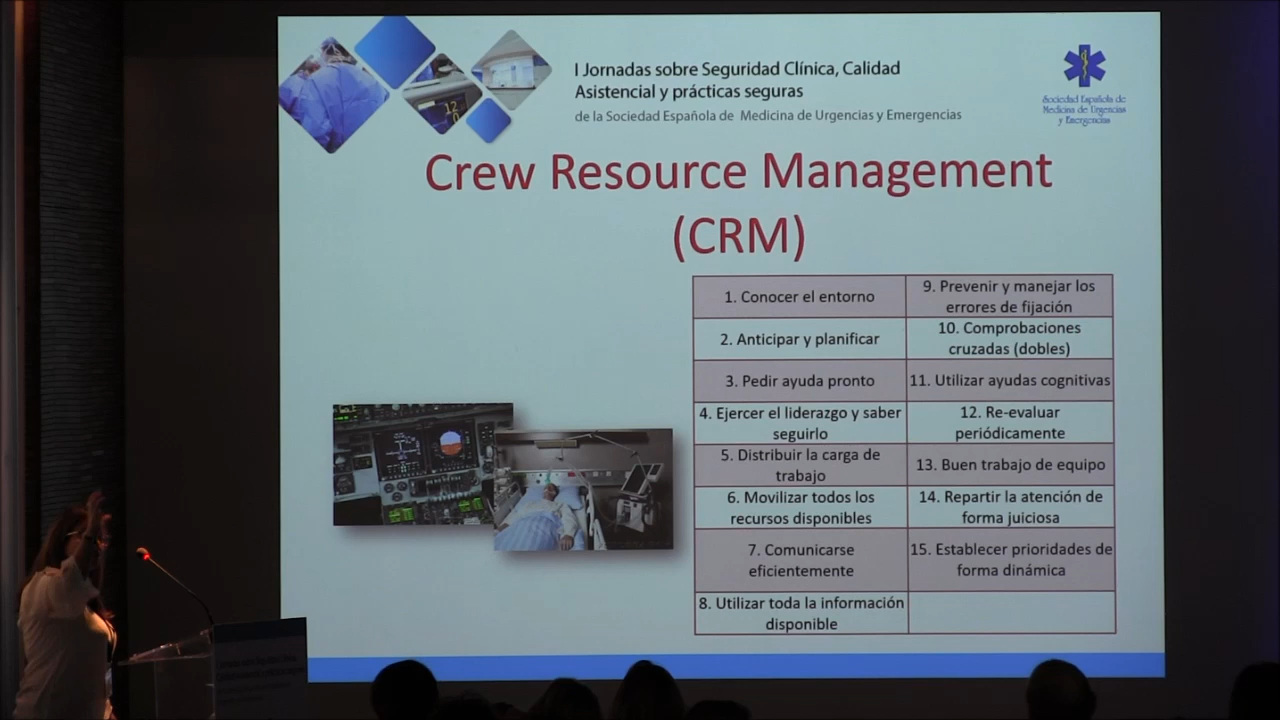 I Jornadas sobre Seguridad Clínica, Calidad
Asistencial y prácticas seguras
de la Sociedad Española de Medicina de Urgencias y Emergencias
Sociedad Española de
Medicina de Urgencias
y Emergencias
Crew Resource Management
(CRM)
1. Conocer el entorno
2. Anticipar y planificar
3. Pedir ayuda pronto
4. Ejercer el liderazgo y saber
seguirlo
5. Distribuir la carga de
trabajo
6. Movilizar todos los
recursos disponibles
7. Comunicarse
eficientemente
8. Utilizar toda la información
disponible
9. Prevenir y manejar los
errores de fijación
10. Comprobaciones
cruzadas (dobles)
11. Utilizar ayudas cognitivas
12. Re-evaluar
periódicamente
13. Buen trabajo de equipo
14. Repartir la atención de
forma juiciosa
15. Establecer prioridades de
forma dinámica